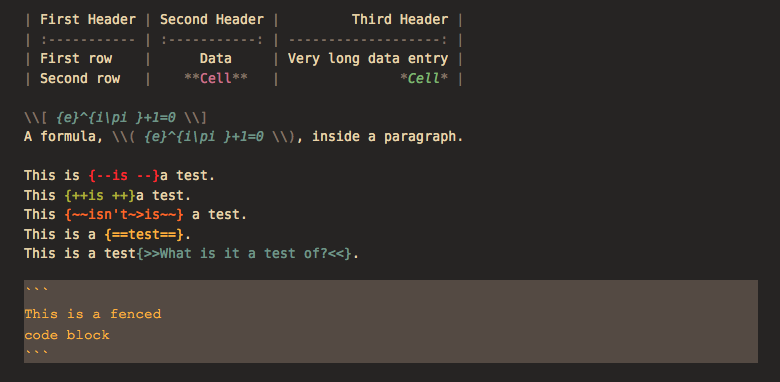 | First Header | Second Header |         Third Header |
| :----------- | :-----------: | -------------------: |
| First row    |      Data     | Very long data entry |
| Second row   |    **Cell**   |               *Cell* |
\\[ {e}^{i\pi }+1=0 \\]
A formula, \\( {e}^{i\pi }+1=0 \\), inside a paragraph.
This is {--is --}a test.
This {++is ++}a test.
This {~~isn't~>is~~} a test.
This is a {==test==}.
This is a test{>>What is it a test of?<<}.
```
This is a fenced
code block
```